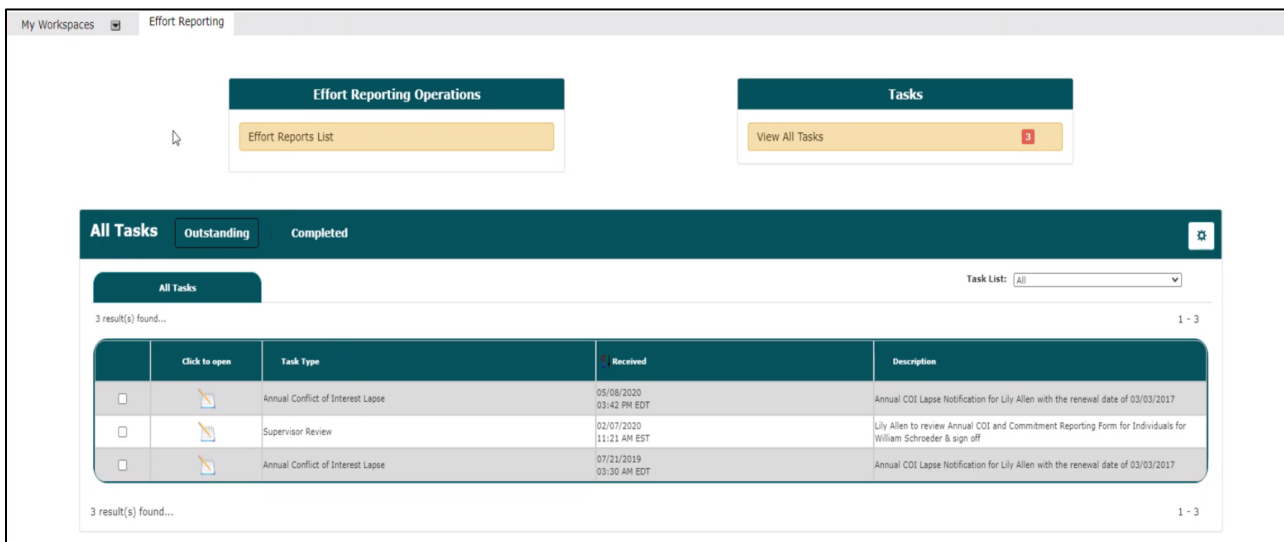 My Workspaces Effort Reporting
Effort Reporting Operations Tasks
Effort Reports List View All Tasks 3
All Tasks Outstanding Completed
All Tasks Task List: All
3 result(s) found... 1 - 3
Click to open Task Type Received Description
Annual Conflict of Interest Lapse 05/08/2020
03:42 PM EDT Annual COI Lapse Notification for Lily Allen with the renewal date of 03/03/2017
Supervisor Review 02/07/2020
11:21 AM EST Lily Allen to review Annual COI and Commitment Reporting Form for Individuals for
William Schroeder & sign off
Annual Conflict of Interest Lapse 07/21/2019
03:30 AM EDT Annual COI Lapse Notification for Lily Allen with the renewal date of 03/03/2017
3 result(s) found... 1 - 3